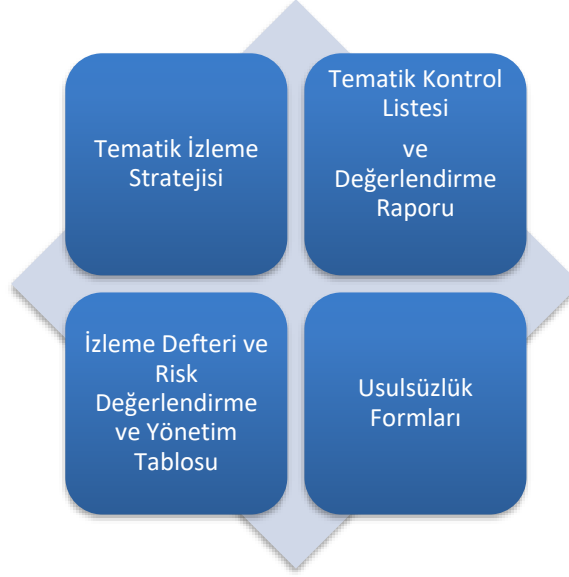 Tematik İzleme
Stratejisi
Tematik Kontrol
Listesi
ve
Değerlendirme
Raporu
İzleme Defteri ve
Risk
Değerlendirme
ve Yönetim
Tablosu
Usulsüzlük
Formları